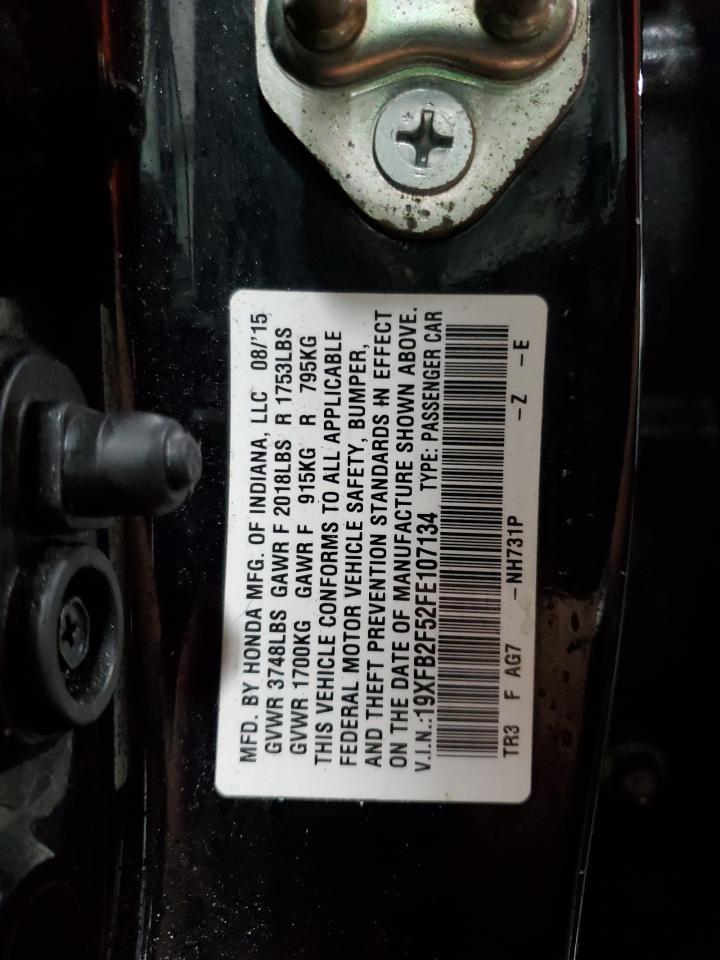 MFD. BY HONDA MFG. OF INDIANA, LLC 08/'15
GVWR 3748LBS GAWR F 2018LBS R 1753LBS
GVWR 1700KG GAWR F 915KG R 795KG
THIS VEHICLE CONFORMS TO ALL APPLICABLE
FEDERAL MOTOR VEHICLE SAFETY, BUMPER,
AND THEFT PREVENTION STANDARDS IN EFFECT
ON THE DATE OF MANUFACTURE SHOWN ABOVE.
V.I.N.:19XFB2F52FE107134 TYPE: PASSENGER CAR
TR3 F AG7 -NH731P -Z -E